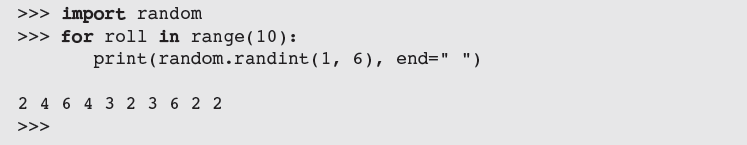 >>> import random
>>> for roll in range(10):
        print(random.randint(1, 6), end=" ")
2 4 6 4 3 2 3 6 2 2
>>>